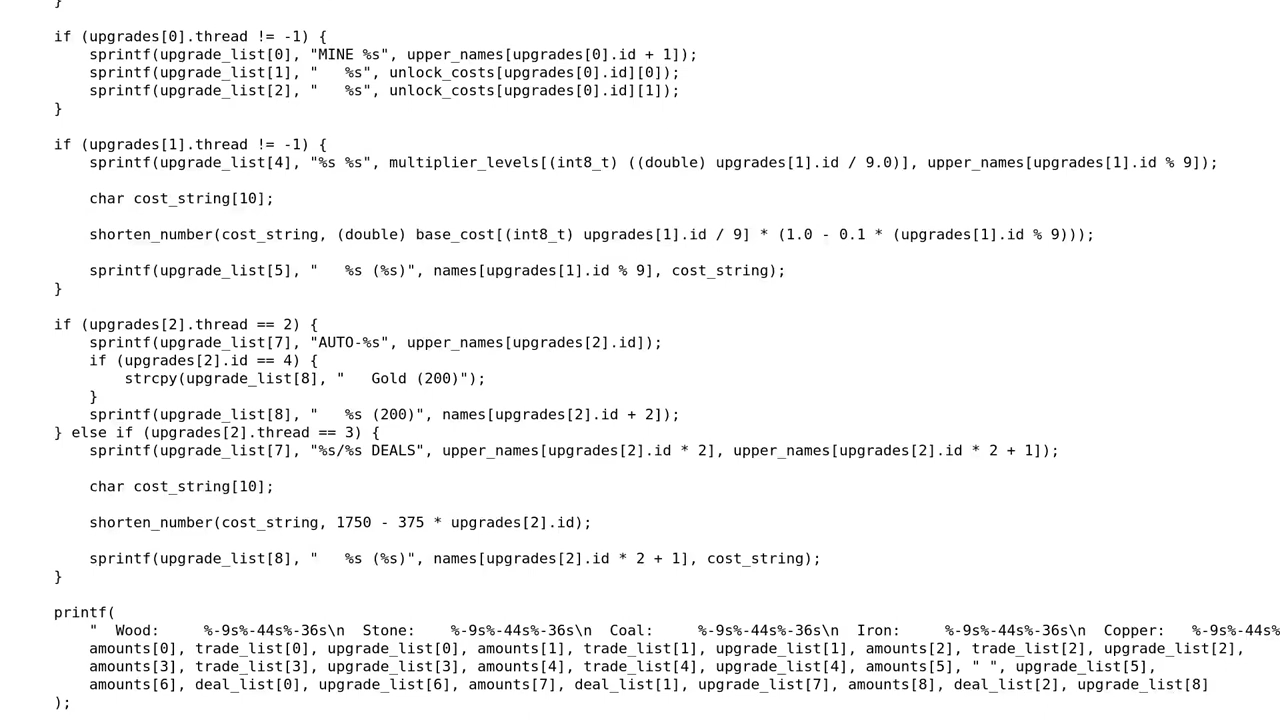 }
if (upgrades[0].thread != -1) {
sprintf(upgrade_list[0], "MINE %s", upper_names[upgrades[0].id + 1]);
sprintf(upgrade_list[1], "   %s", unlock_costs[upgrades[0].id][0]);
sprintf(upgrade_list[2], "   %s", unlock_costs[upgrades[0].id][1]);
}
if (upgrades[1].thread != -1) {
sprintf(upgrade_list[4], "%s %s", multiplier_levels[(int8_t) ((double) upgrades[1].id / 9.0)], upper_names[upgrades[1].id % 9]);
char cost_string[10];
shorten_number(cost_string, (double) base_cost[(int8_t) upgrades[1].id / 9] * (1.0 - 0.1 * (upgrades[1].id % 9)));
sprintf(upgrade_list[5], "   %s (%s)", names[upgrades[1].id % 9], cost_string);
}
if (upgrades[2].thread == 2) {
sprintf(upgrade_list[7], "AUTO-%s", upper_names[upgrades[2].id]);
if (upgrades[2].id == 4) {
strcpy(upgrade_list[8], "   Gold (200)");
}
sprintf(upgrade_list[8], "   %s (200)", names[upgrades[2].id + 2]);
} else if (upgrades[2].thread == 3) {
sprintf(upgrade_list[7], "%s/%s DEALS", upper_names[upgrades[2].id * 2], upper_names[upgrades[2].id * 2 + 1]);
char cost_string[10];
shorten_number(cost_string, 1750 - 375 * upgrades[2].id);
sprintf(upgrade_list[8], "   %s (%s)", names[upgrades[2].id * 2 + 1], cost_string);
}
printf(
"  Wood:     %-9s%-44s%-36s\n  Stone:    %-9s%-44s%-36s\n  Coal:     %-9s%-44s%-36s\n  Iron:     %-9s%-44s%-36s\n  Copper:   %-9s%-44s%
amounts[0], trade_list[0], upgrade_list[0], amounts[1], trade_list[1], upgrade_list[1], amounts[2], trade_list[2], upgrade_list[2],
amounts[3], trade_list[3], upgrade_list[3], amounts[4], trade_list[4], upgrade_list[4], amounts[5], " ", upgrade_list[5],
amounts[6], deal_list[0], upgrade_list[6], amounts[7], deal_list[1], upgrade_list[7], amounts[8], deal_list[2], upgrade_list[8]
);